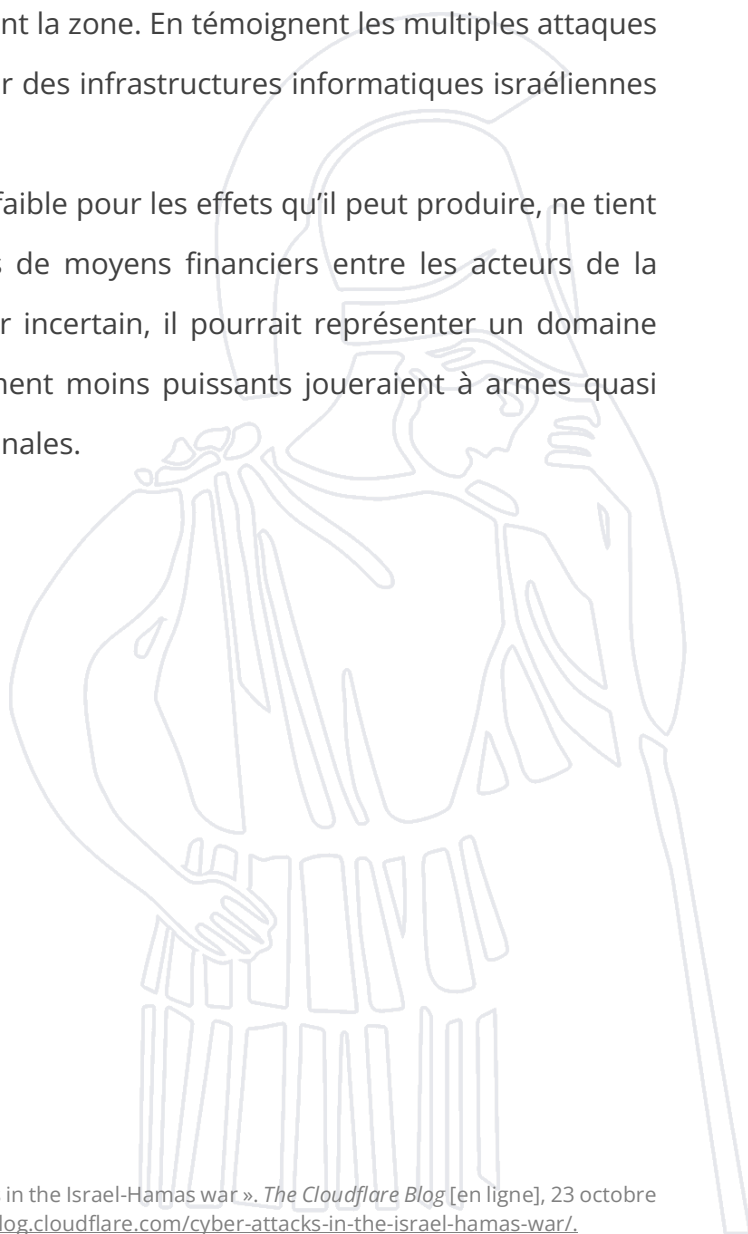 nt la zone. En témoignent les multiples attaques
r des infrastructures informatiques israéliennes
faible pour les effets qu’il peut produire, ne tient
s de moyens financiers entre les acteurs de la
r incertain, il pourrait représenter un domaine
ment moins puissants joueraient à armes quasi
nales.
s in the Israel-Hamas war ». The Cloudflare Blog [en ligne], 23 octobre
log.cloudflare.com/cyber-attacks-in-the-israel-hamas-war/.